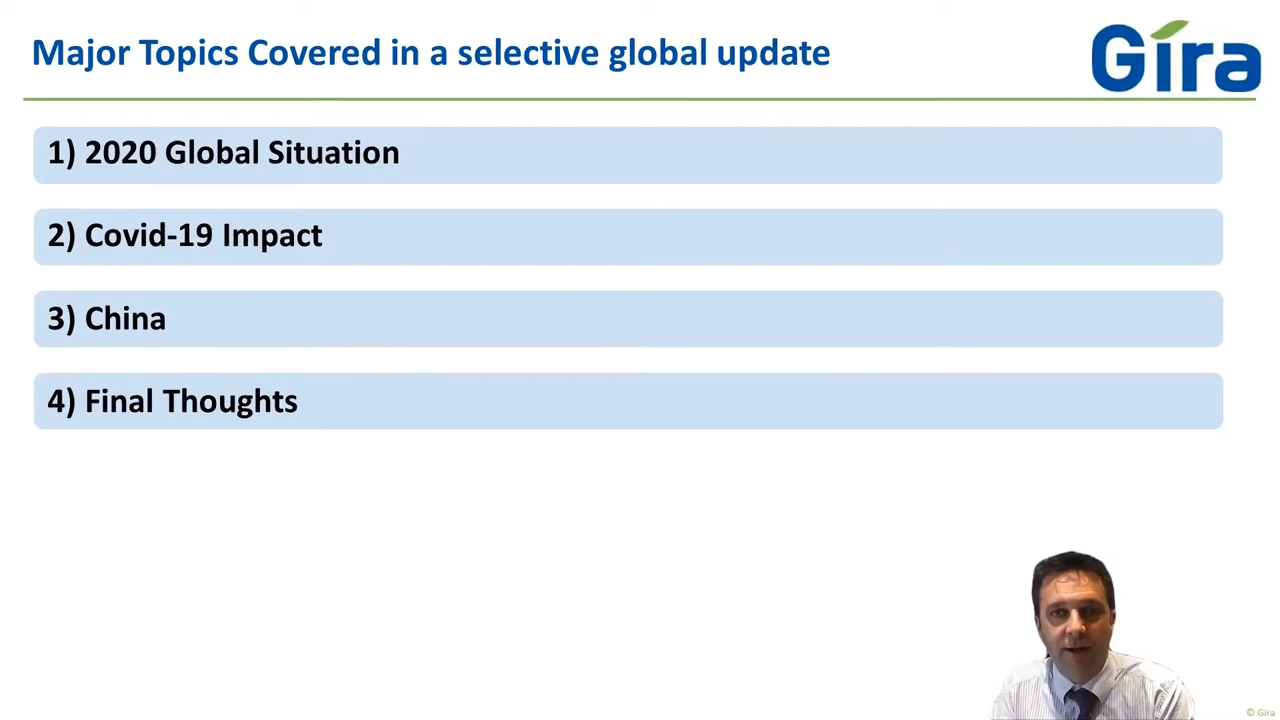 Major Topics Covered in a selective global update
Gira
1) 2020 Global Situation
2) Covid-19 Impact
3) China
4) Final Thoughts
© Gira